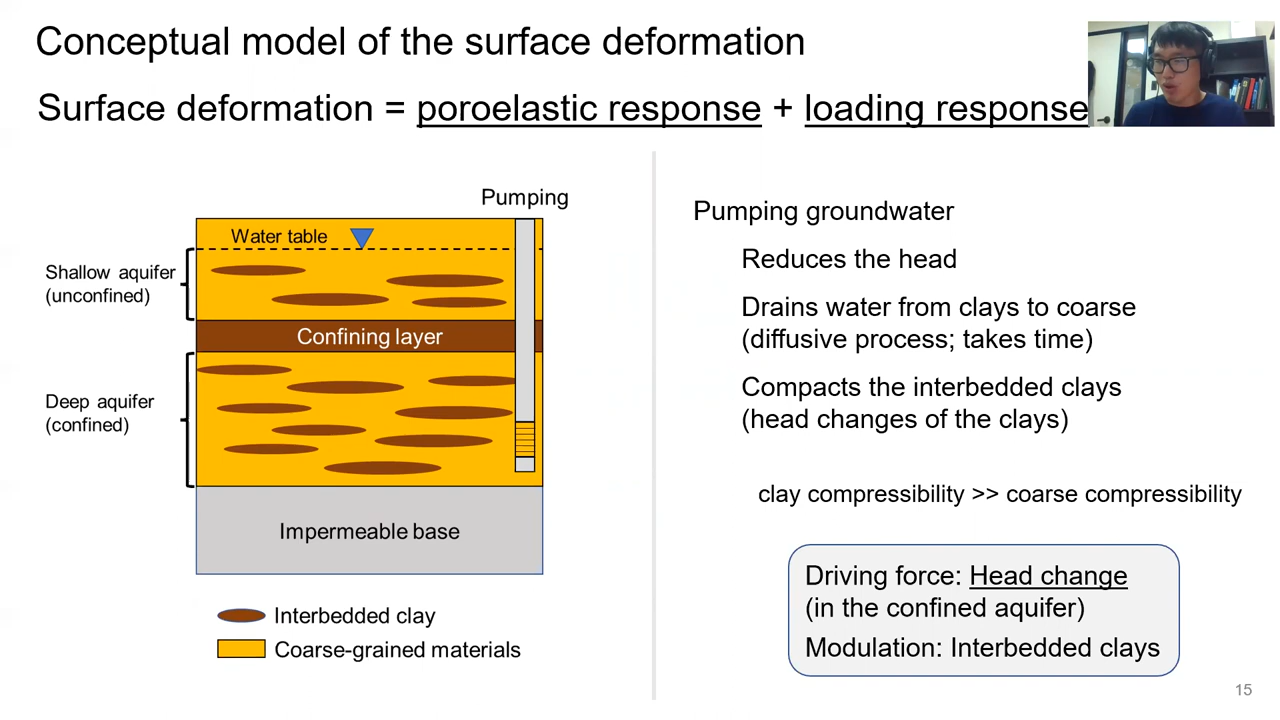 Conceptual model of the surface deformation
Surface deformation = poroelastic response + loading response
Pumping
Water table
Shallow aquifer
(unconfined)
Confining layer
Deep aquifer
(confined)
Impermeable base
Interbedded clay
Coarse-grained materials
Pumping groundwater
Reduces the head
Drains water from clays to coarse
(diffusive process; takes time)
Compacts the interbedded clays
(head changes of the clays)
clay compressibility >> coarse compressibility
Driving force: Head change
(in the confined aquifer)
Modulation: Interbedded clays
15